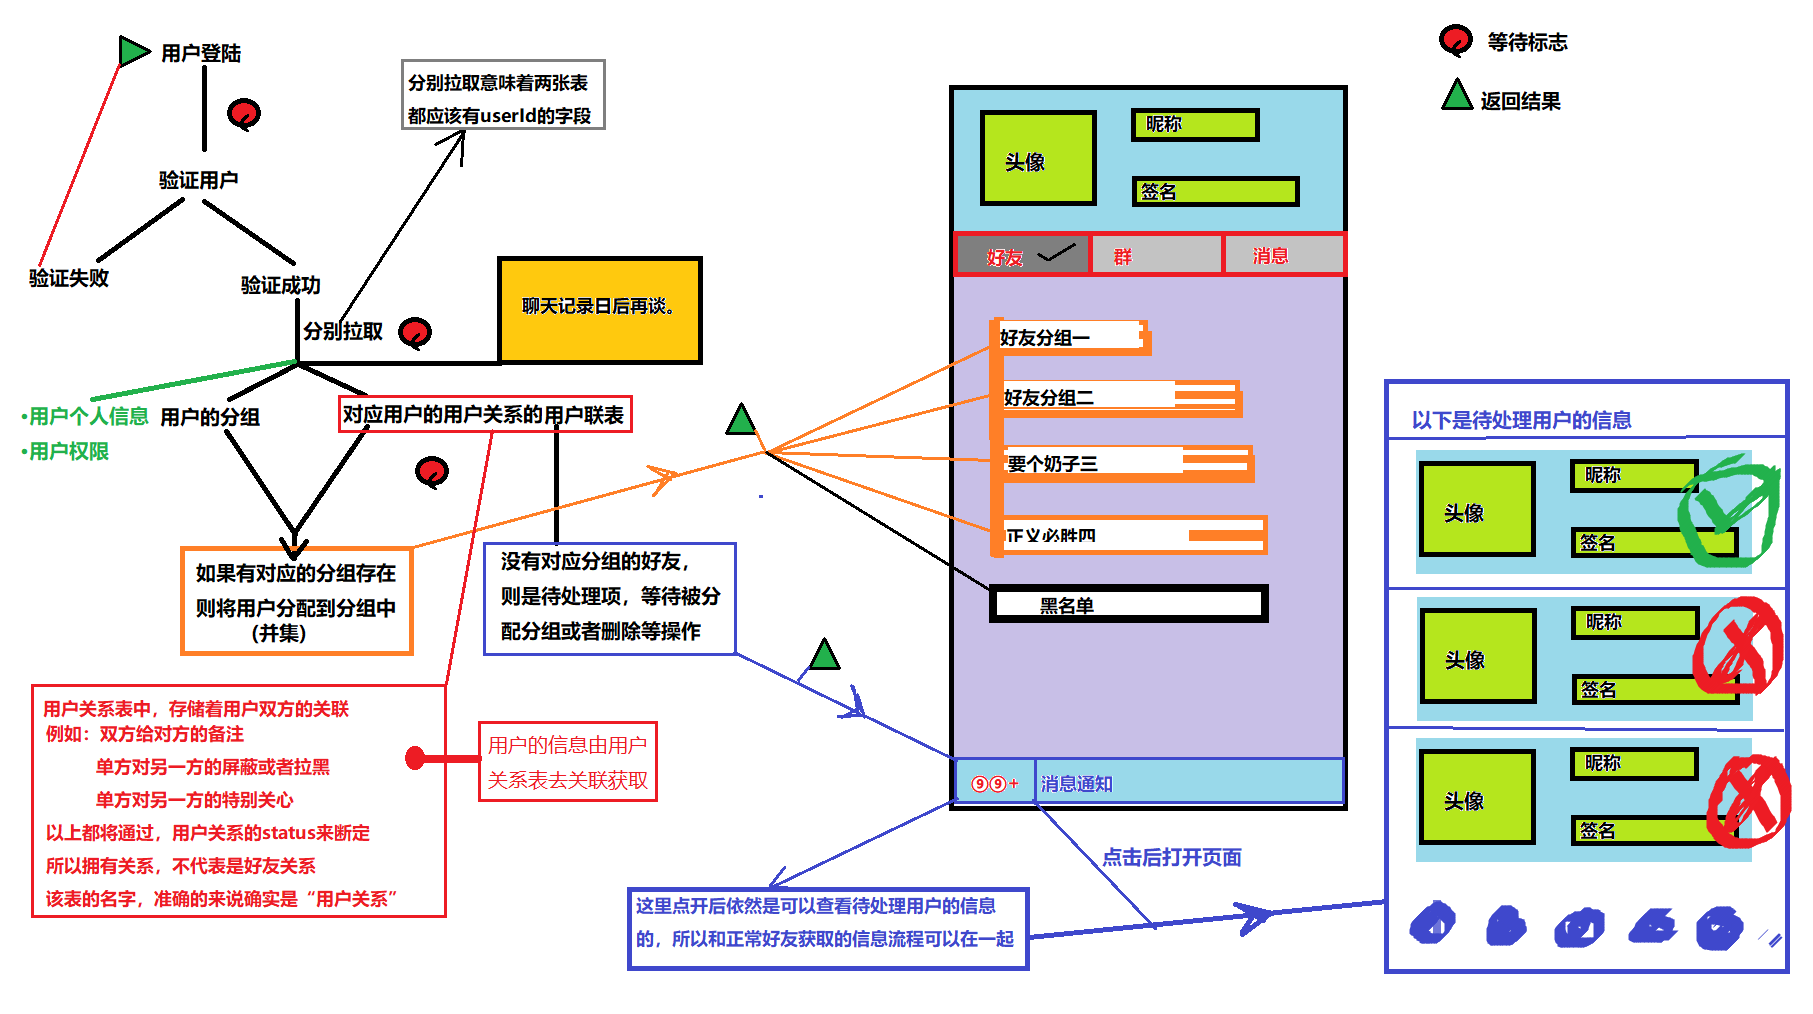 用户登陆
验证用户
验证失败
验证成功
分别拉取
分别拉取意味着两张表
都应该有userId的字段
聊天记录日后再谈。
•用户个人信息
•用户权限
用户的分组
对应用户的用户关系的用户联表
如果有对应的分组存在
则将用户分配到分组中
(并集)
没有对应分组的好友，
则是待处理项，等待被分
配分组或者删除等操作
用户关系表中，存储着用户双方的关联
例如：双方给对方的备注
单方对另一方的屏蔽或者拉黑
单方对另一方的特别关心
以上都将通过，用户关系的status来断定
所以拥有关系，不代表是好友关系
该表的名字，准确的来说确实是“用户关系”
用户的信息由用户
关系表去关联获取
头像
昵称
签名
好友
群
消息
好友分组一
好友分组二
要个奶子三
正义必胜四
黑名单
⑨⑨+
消息通知
点击后打开页面
这里点开后依然是可以查看待处理用户的信息
的，所以和正常好友获取的信息流程可以在一起
等待标志
返回结果
以下是待处理用户的信息
头像
昵称
签名
头像
昵称
签名
头像
昵称
签名